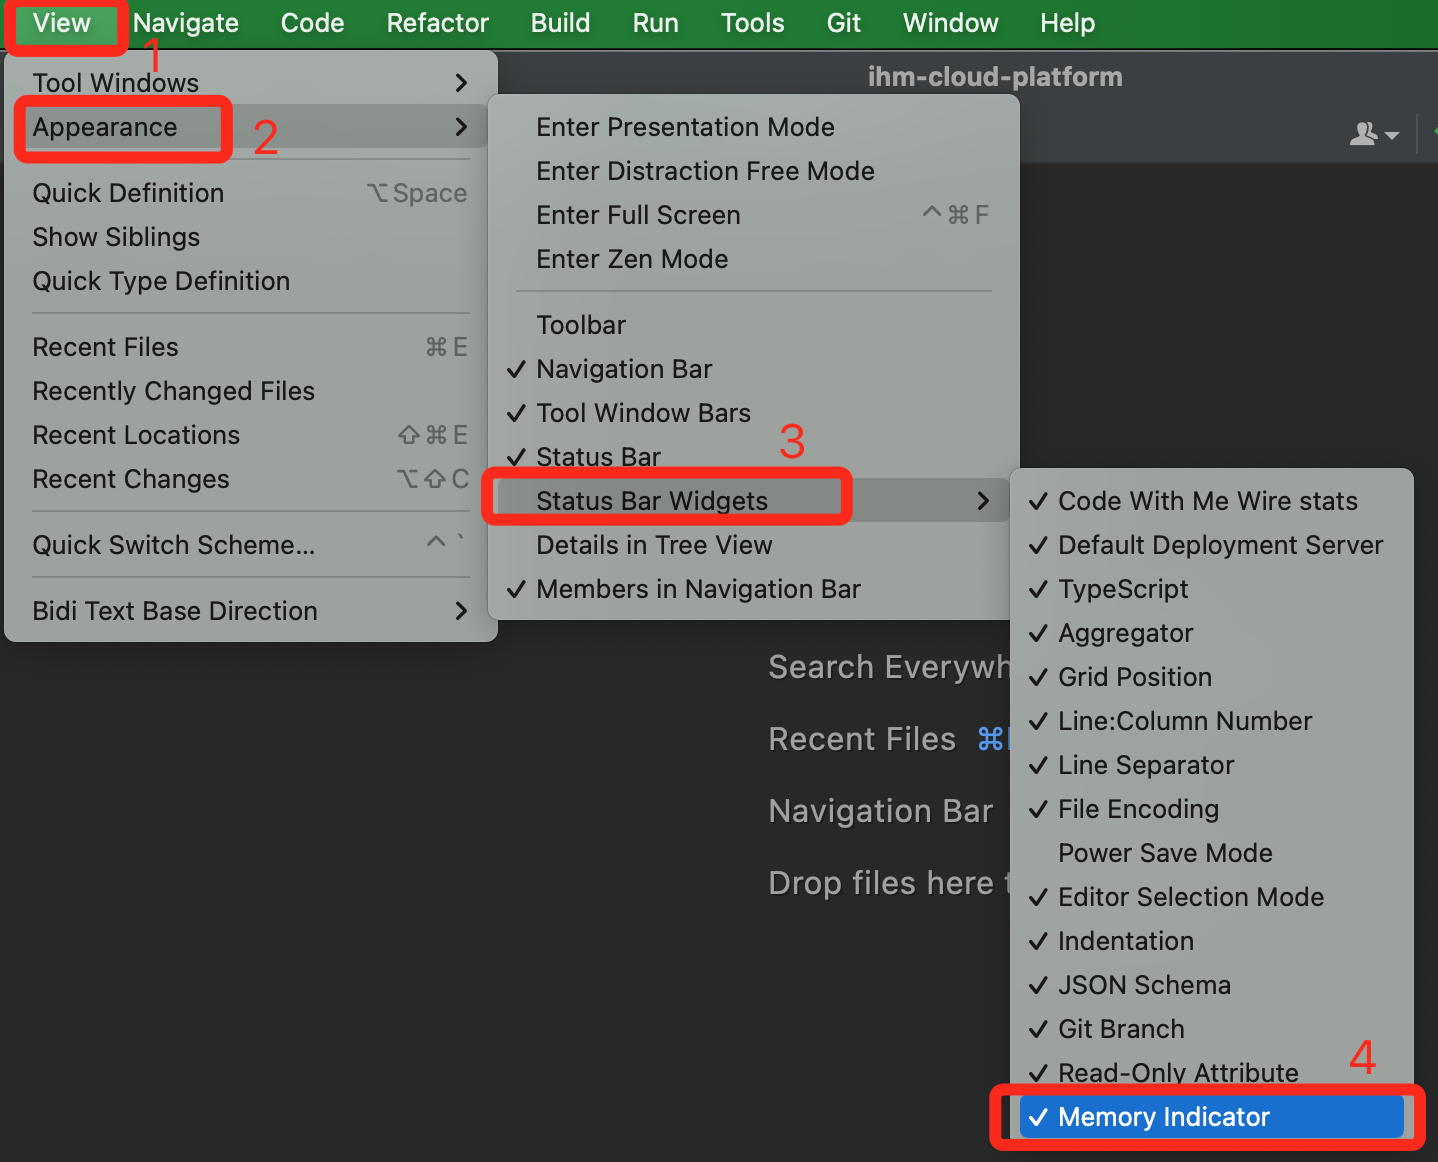 View Navigate Code Refactor Build Run Tools Git Window Help
1
ihm-cloud-platform
Tool Windows
Appearance
2
Quick Definition ⌥Space
Show Siblings
Quick Type Definition
Recent Files ⌘E
Recently Changed Files
Recent Locations ⇧⌘E
Recent Changes ⌥⇧C
Quick Switch Scheme... ^`
Bidi Text Base Direction
Enter Presentation Mode
Enter Distraction Free Mode
Enter Full Screen ^⌘F
Enter Zen Mode
Toolbar
✓ Navigation Bar
✓ Tool Window Bars
3
✓ Status Bar
Status Bar Widgets
Details in Tree View
✓ Members in Navigation Bar
✓ Code With Me Wire stats
✓ Default Deployment Server
✓ TypeScript
✓ Aggregator
✓ Grid Position
✓ Line:Column Number
✓ Line Separator
✓ File Encoding
Power Save Mode
✓ Editor Selection Mode
✓ Indentation
✓ JSON Schema
✓ Git Branch
4
✓ Read-Only Attribute
✓ Memory Indicator
Search
Recent Files ⌘
Navigation Bar
Drop files here